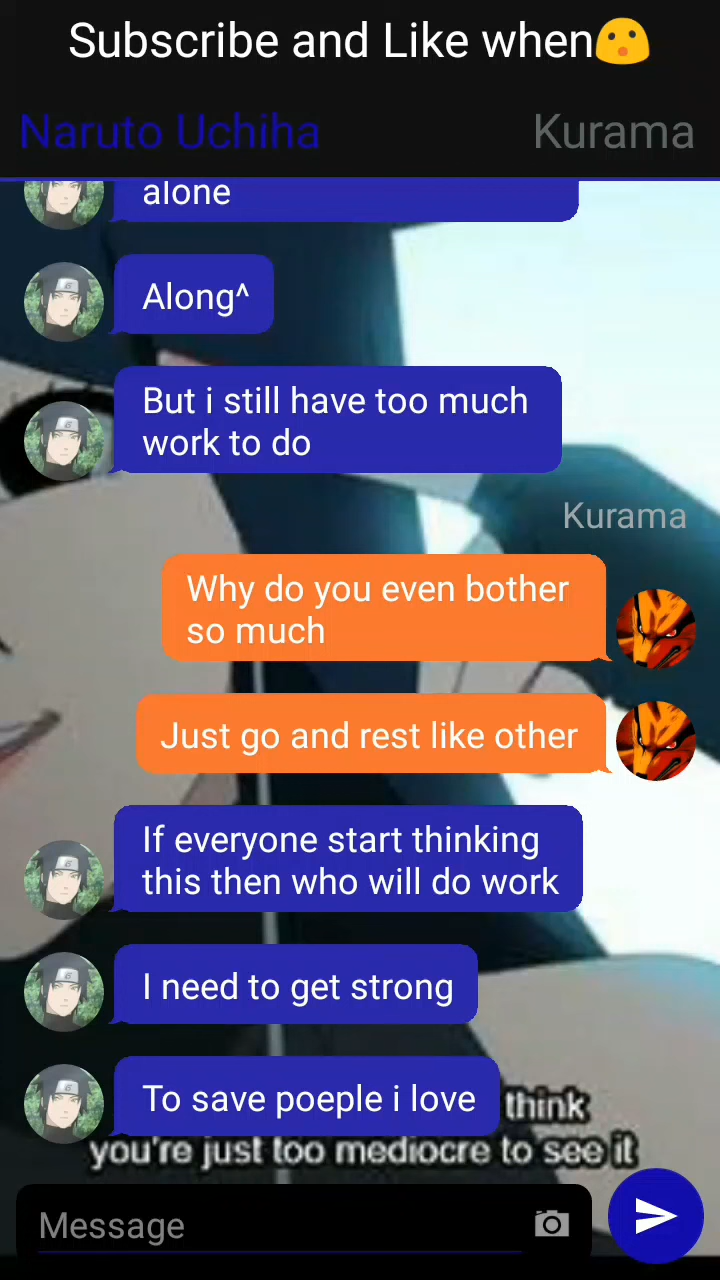 Subscribe and Like when😮
Naruto Uchiha
Kurama
alone
Along^
But i still have too much
work to do
Kurama
Why do you even bother
so much
Just go and rest like other
If everyone start thinking
this then who will do work
I need to get strong
To save poeple i love
think
you're just too mediocre to see it
Message